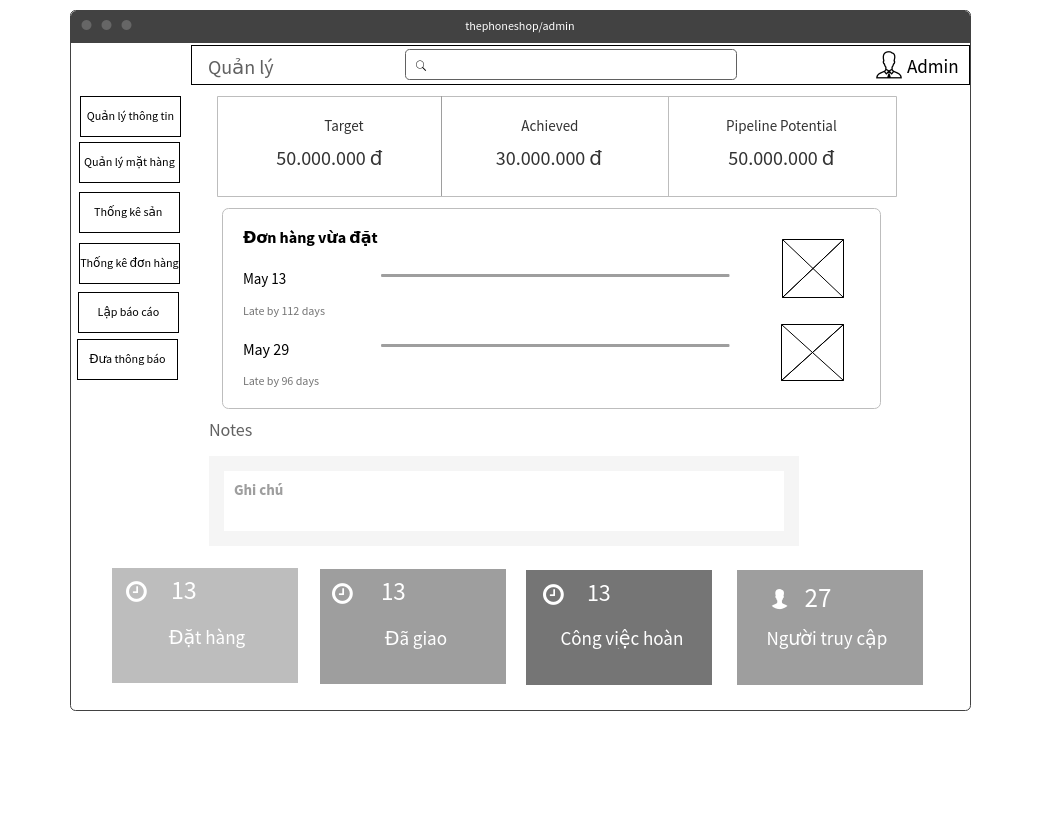 thephoneshop/admin
Quản lý
Admin
Quản lý thông tin
Quản lý mặt hàng
Thống kê sản
Thống kê đơn hàng
Lập báo cáo
Đưa thông báo
Target
50.000.000 đ
Achieved
30.000.000 đ
Pipeline Potential
50.000.000 đ
Đơn hàng vừa đặt
May 13
Late by 112 days
May 29
Late by 96 days
Notes
Ghi chú
13
Đặt hàng
13
Đã giao
13
Công việc hoàn
27
Người truy cập